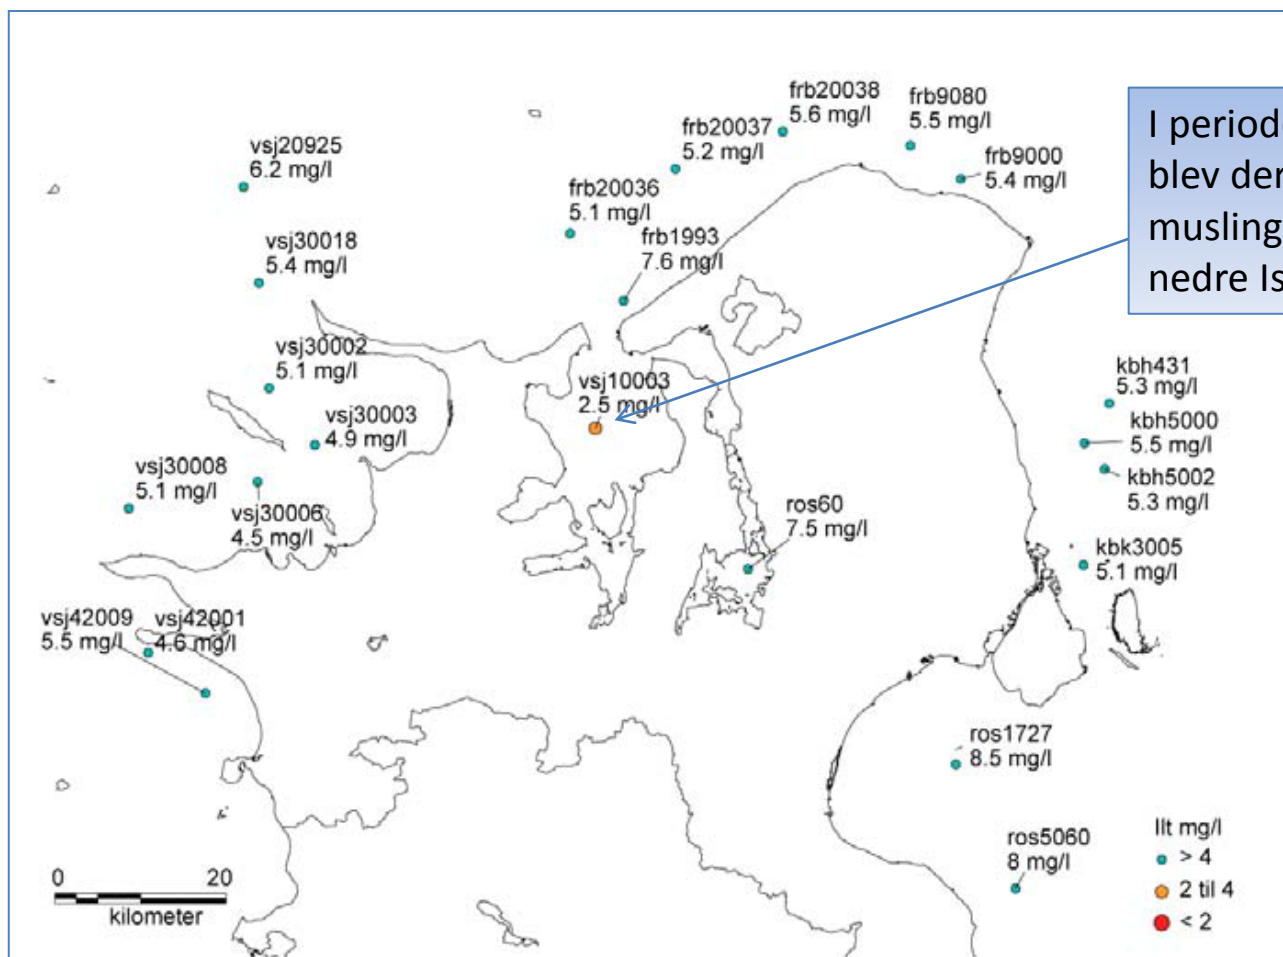 frb20038
5.6 mg/l
frb9080
5.5 mg/l
frb20037
5.2 mg/l
vsj20925
6.2 mg/l
frb9000
5.4 mg/l
frb20036
5.1 mg/l
frb1993
7.6 mg/l
vsj30018
5.4 mg/l
I period
blev der
musling
nedre Is
vsj30002
5.1 mg/l
vsj10003
2.5 mg/l
kbh431
5.3 mg/l
vsj30003
4.9 mg/l
kbh5000
5.5 mg/l
vsj30008
5.1 mg/l
kbh5002
5.3 mg/l
vsj30006
4.5 mg/l
ros60
7.5 mg/l
kbk3005
5.1 mg/l
vsj42009
5.5 mg/l
vsj42001
4.6 mg/l
ros1727
8.5 mg/l
ros5060
8 mg/l
Ilt mg/l
> 4
2 til 4
< 2
0 20
kilometer